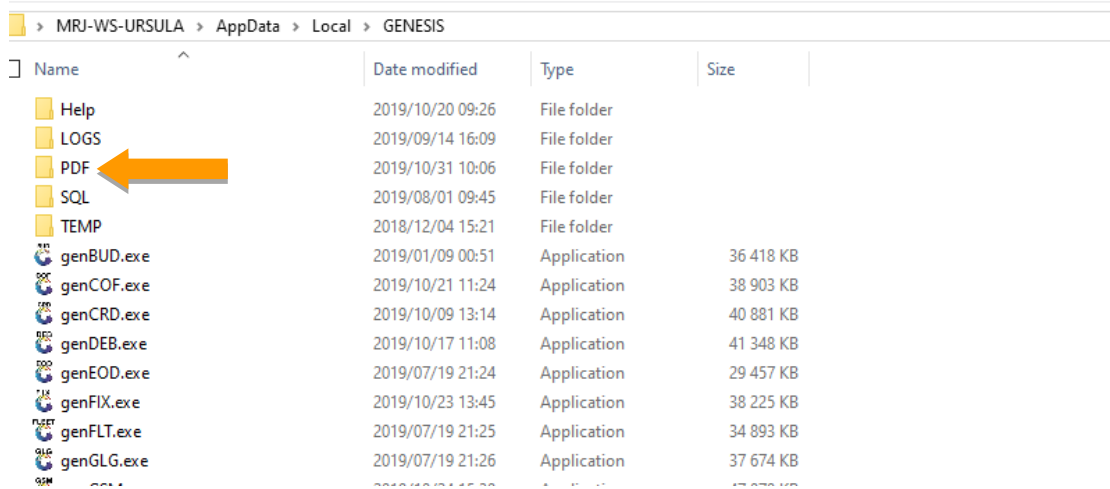 MRJ-WS-URSULA > AppData > Local > GENESIS
Name Date modified Type Size
Help 2019/10/20 09:26 File folder
LOGS 2019/09/14 16:09 File folder
PDF 2019/10/31 10:06 File folder
SQL 2019/08/01 09:45 File folder
TEMP 2018/12/04 15:21 File folder
genBUD.exe 2019/01/09 00:51 Application 36 418 KB
genCOF.exe 2019/10/21 11:24 Application 38 903 KB
genCRD.exe 2019/10/09 13:14 Application 40 881 KB
genDEB.exe 2019/10/17 11:08 Application 41 348 KB
genEOD.exe 2019/07/19 21:24 Application 29 457 KB
genFIX.exe 2019/10/23 13:45 Application 38 225 KB
genFLT.exe 2019/07/19 21:25 Application 34 893 KB
genGLG.exe 2019/07/19 21:26 Application 37 674 KB